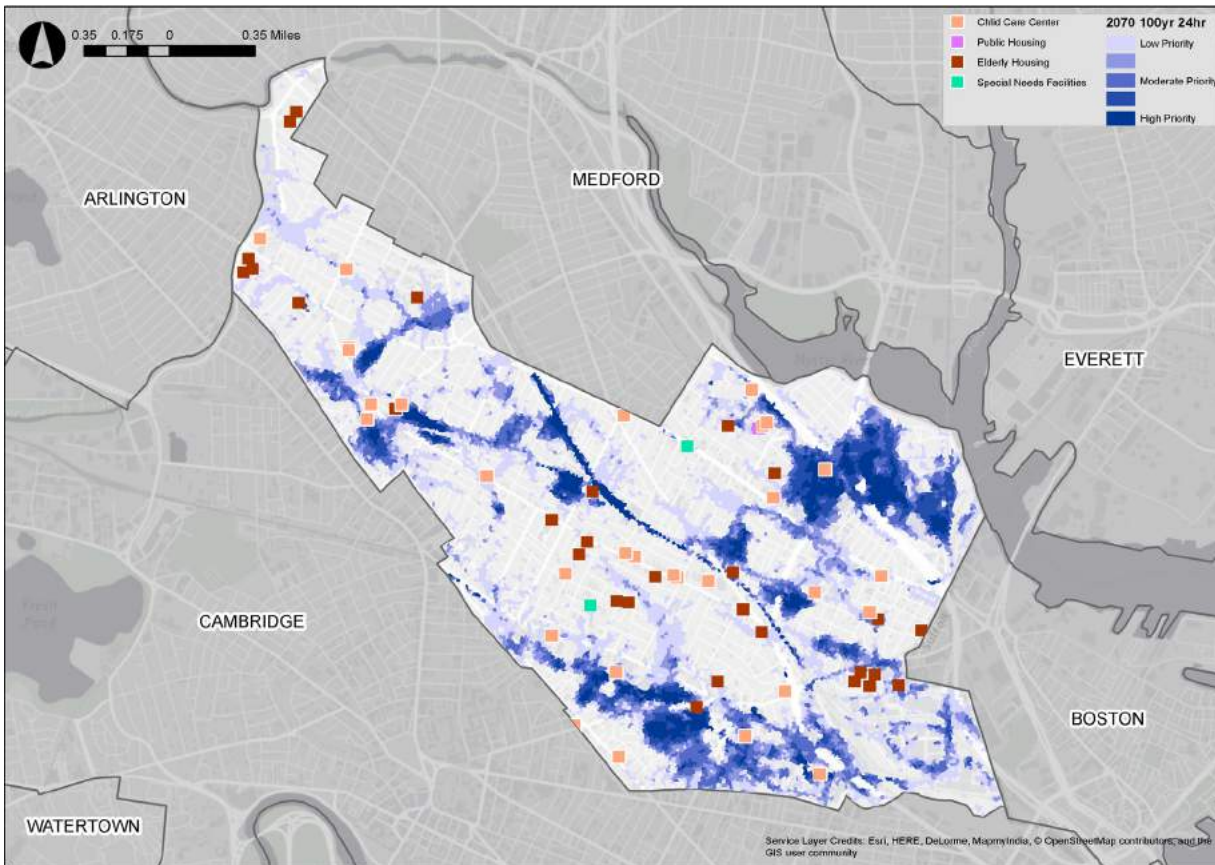 0.35 0.175 0 0.35 Miles
Child Care Center
Public Housing
Elderly Housing
Special Needs Facilities
2070 100yr 24hr
Low Priority
Moderate Priority
High Priority
ARLINGTON
MEDFORD
EVERETT
CAMBRIDGE
BOSTON
WATERTOWN
Service Layer Credits: Esri, HERE, DeLorme, MapmyIndia, © OpenStreetMap contributors, and the
GIS user community